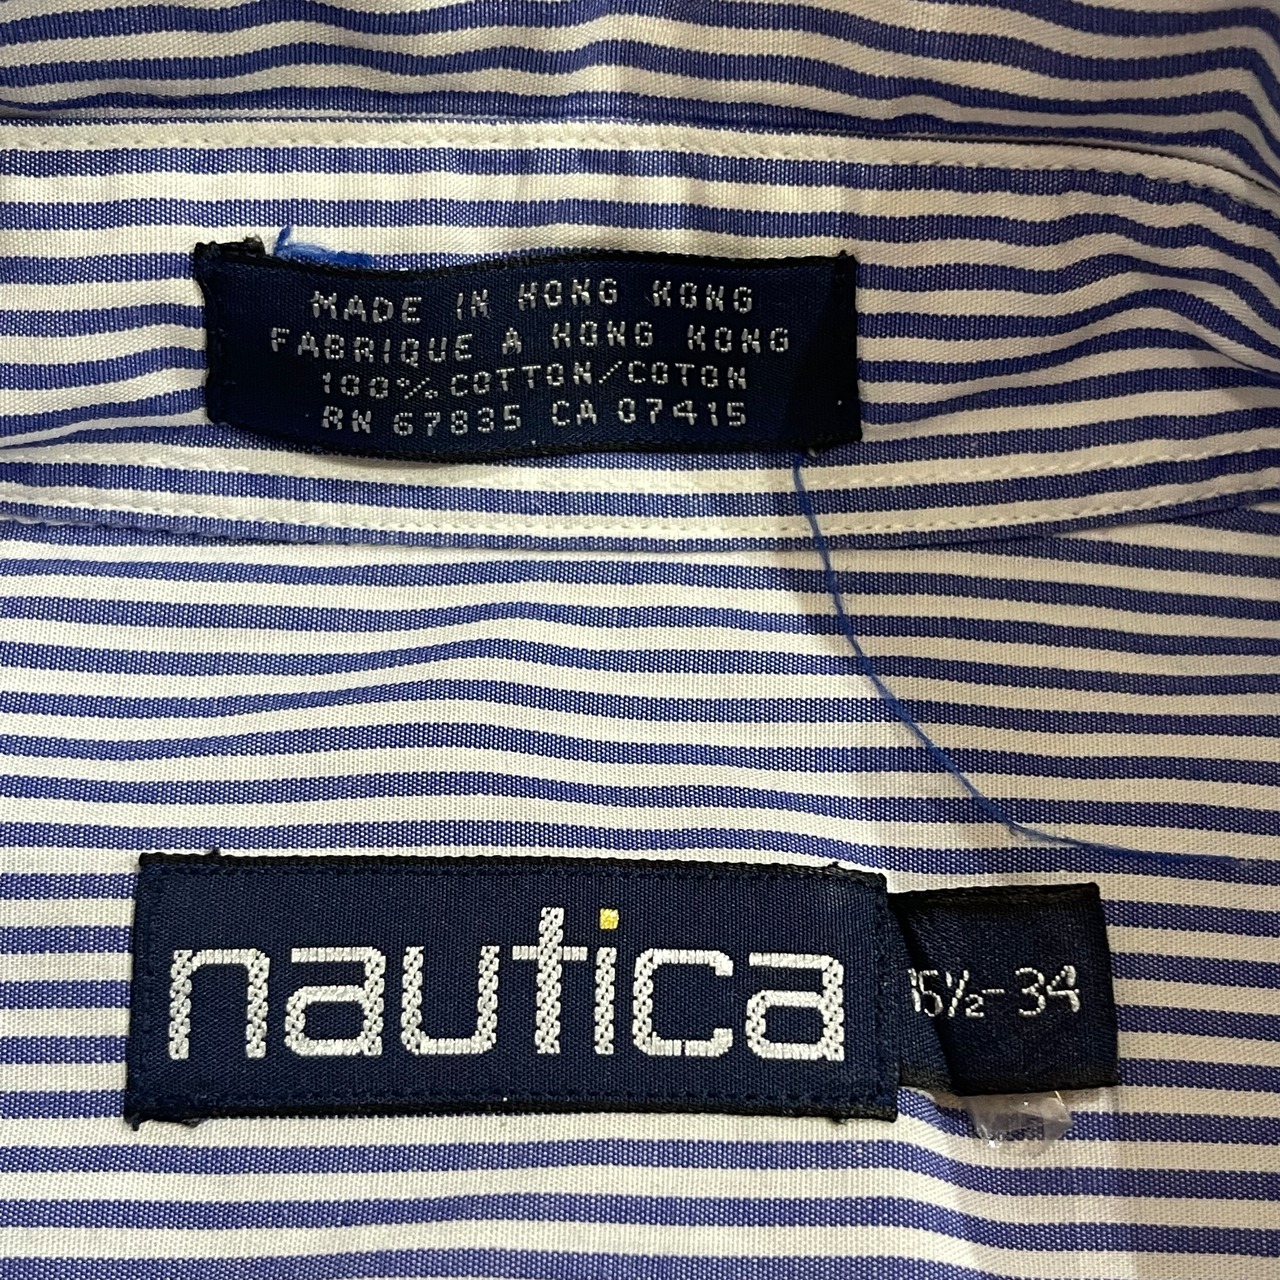 MADE IN HONG KONG
FABRIQUE A HONG KONG
100% COTTON/COTON
RN 67835 CA 07415
nautica
15½-34